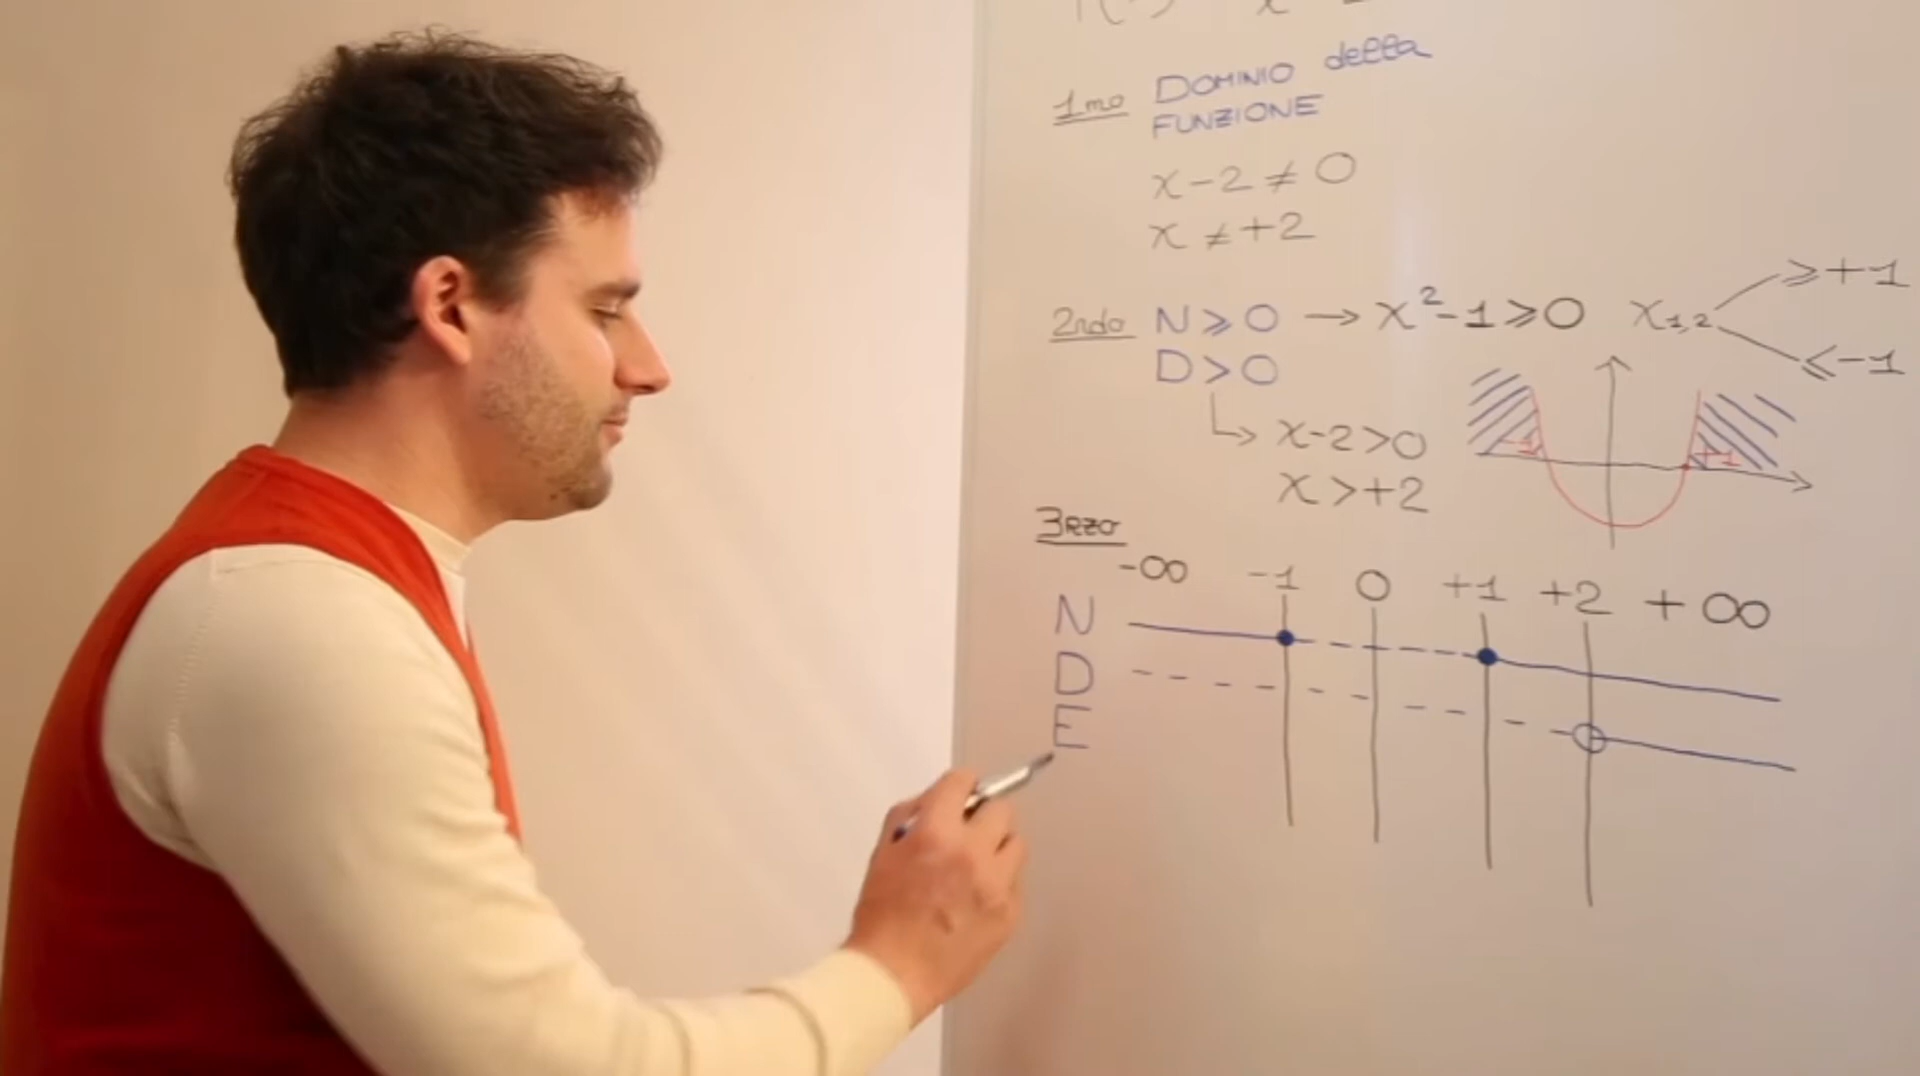 1mo DOMINIO della
FUNZIONE
x-2≠0
x≠+2
2ndo N≥0 → x²-1≥0 x1,2 ≥+1
≤-1
D>0
x-2>0
x>+2
-1 +1
3rzo
-∞ -1 0 +1 +2 +∞
N
D
F